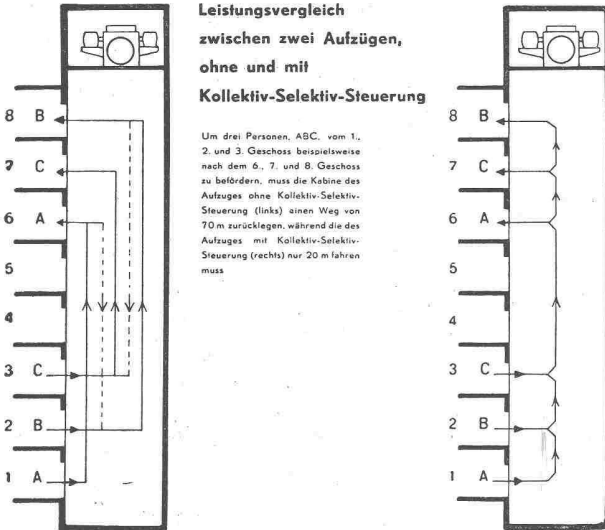 Leistungsvergleich
zwischen zwei Aufzügen,
ohne und mit
Kollektiv-Selektiv-Steuerung
Um drei Personen, ABC, vom 1.,
2. und 3. Geschoss beispielsweise
nach dem 6., 7. und 8. Geschoss
zu befördern, muss die Kabine des
Aufzuges ohne Kollektiv-Selektiv-
Steuerung (links) einen Weg von
70 m zurücklegen, während die des
Aufzuges mit Kollektiv-Selektiv-
Steuerung (rechts) nur 20 m fahren
muss
8 B
7 C
6 A
5
4
3 C
2 B
1 A
8 B
7 C
6 A
5
4
3 C
2 B
1 A